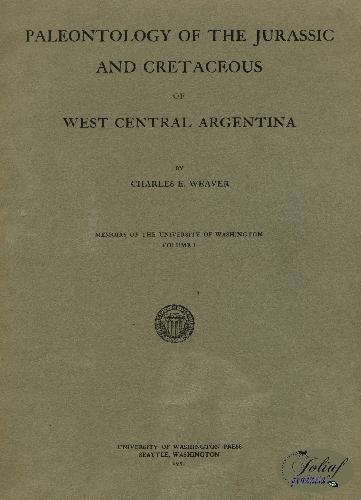 PALEONTOLOGY OF THE JURASSIC
AND CRETACEOUS
OF
WEST CENTRAL ARGENTINA
BY
CHARLES E. WEAVER
MEMOIRS OF THE UNIVERSITY OF WASHINGTON
VOLUME I
UNIVERSITY OF WASHINGTON PRESS
SEATTLE, WASHINGTON
Foliaf